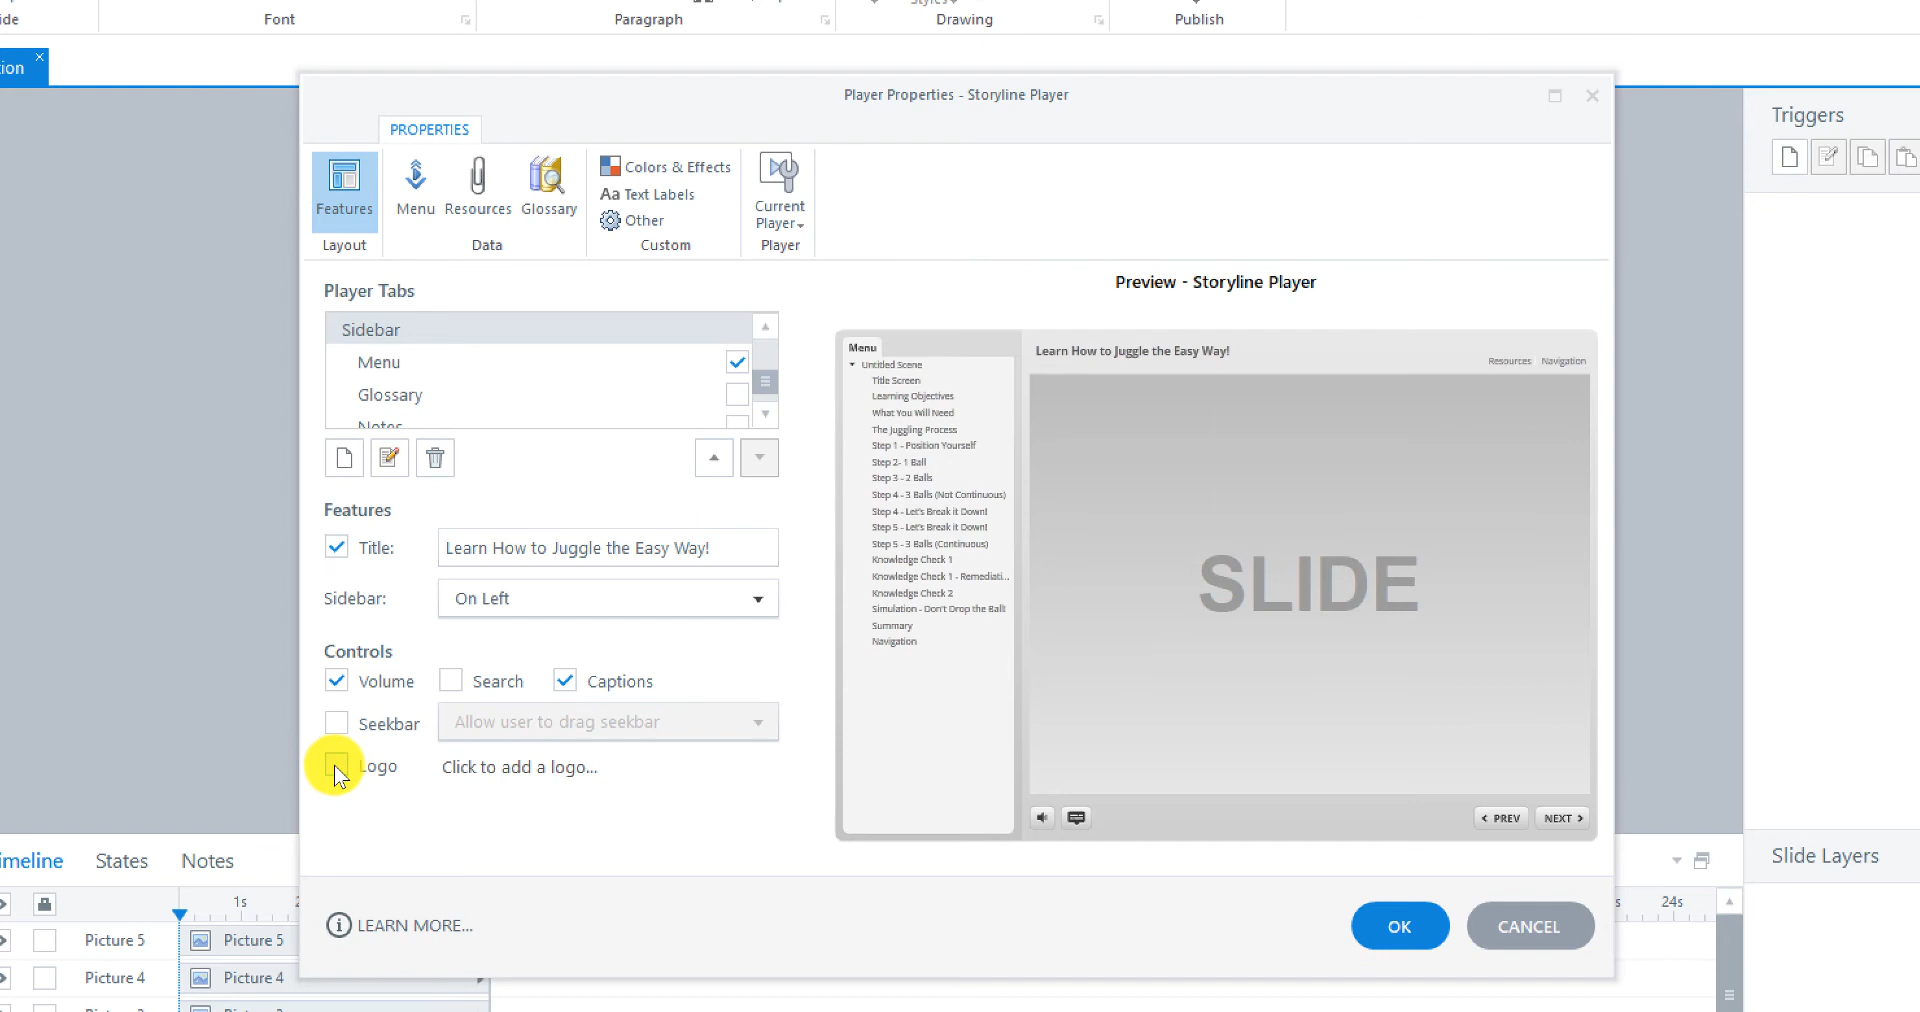 ide
Font
Paragraph
Styles
Drawing
Publish
ion
Player Properties - Storyline Player
PROPERTIES
Features
Layout
Menu
Resources
Glossary
Data
Colors & Effects
Aa Text Labels
Other
Custom
Current
Player
Player
Triggers
Player Tabs
Sidebar
Menu
Glossary
Notes
Features
Title: Learn How to Juggle the Easy Way!
Sidebar: On Left
Controls
Volume Search Captions
Seekbar Allow user to drag seekbar
Logo Click to add a logo...
Preview - Storyline Player
Menu
Untitled Scene
Title Screen
Learning Objectives
What You Will Need
The Juggling Process
Step 1 - Position Yourself
Step 2- 1 Ball
Step 3 - 2 Balls
Step 4 - 3 Balls (Not Continuous)
Step 4 - Let's Break it Down!
Step 5 - Let's Break it Down!
Step 5 - 3 Balls (Continuous)
Knowledge Check 1
Knowledge Check 1 - Remediati...
Knowledge Check 2
Simulation - Don't Drop the Ball!
Summary
Navigation
Learn How to Juggle the Easy Way!
Resources Navigation
SLIDE
< PREV NEXT >
LEARN MORE...
OK CANCEL
imeline States Notes
Slide Layers
1s 2 s 24s
Picture 5 Picture 5
Picture 4 Picture 4